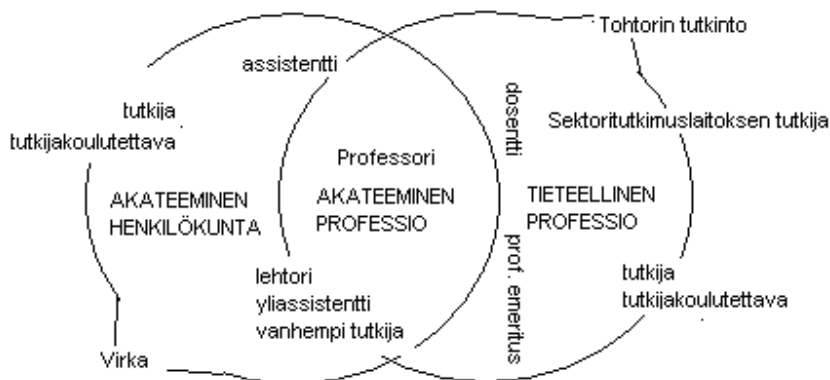 Tohtorin tutkinto
assistentti
tutkija
tutkijakoulutettava
dosentti
Sektoritutkimuslaitoksen tutkija
Professori
AKATEEMINEN
HENKILÖKUNTA
AKATEEMINEN
PROFESSIO
TIETEELLINEN
PROFESSIO
prof. emeritus
lehtori
yliassistentti
vanhempi tutkija
tutkija
tutkijakoulutettava
Virka